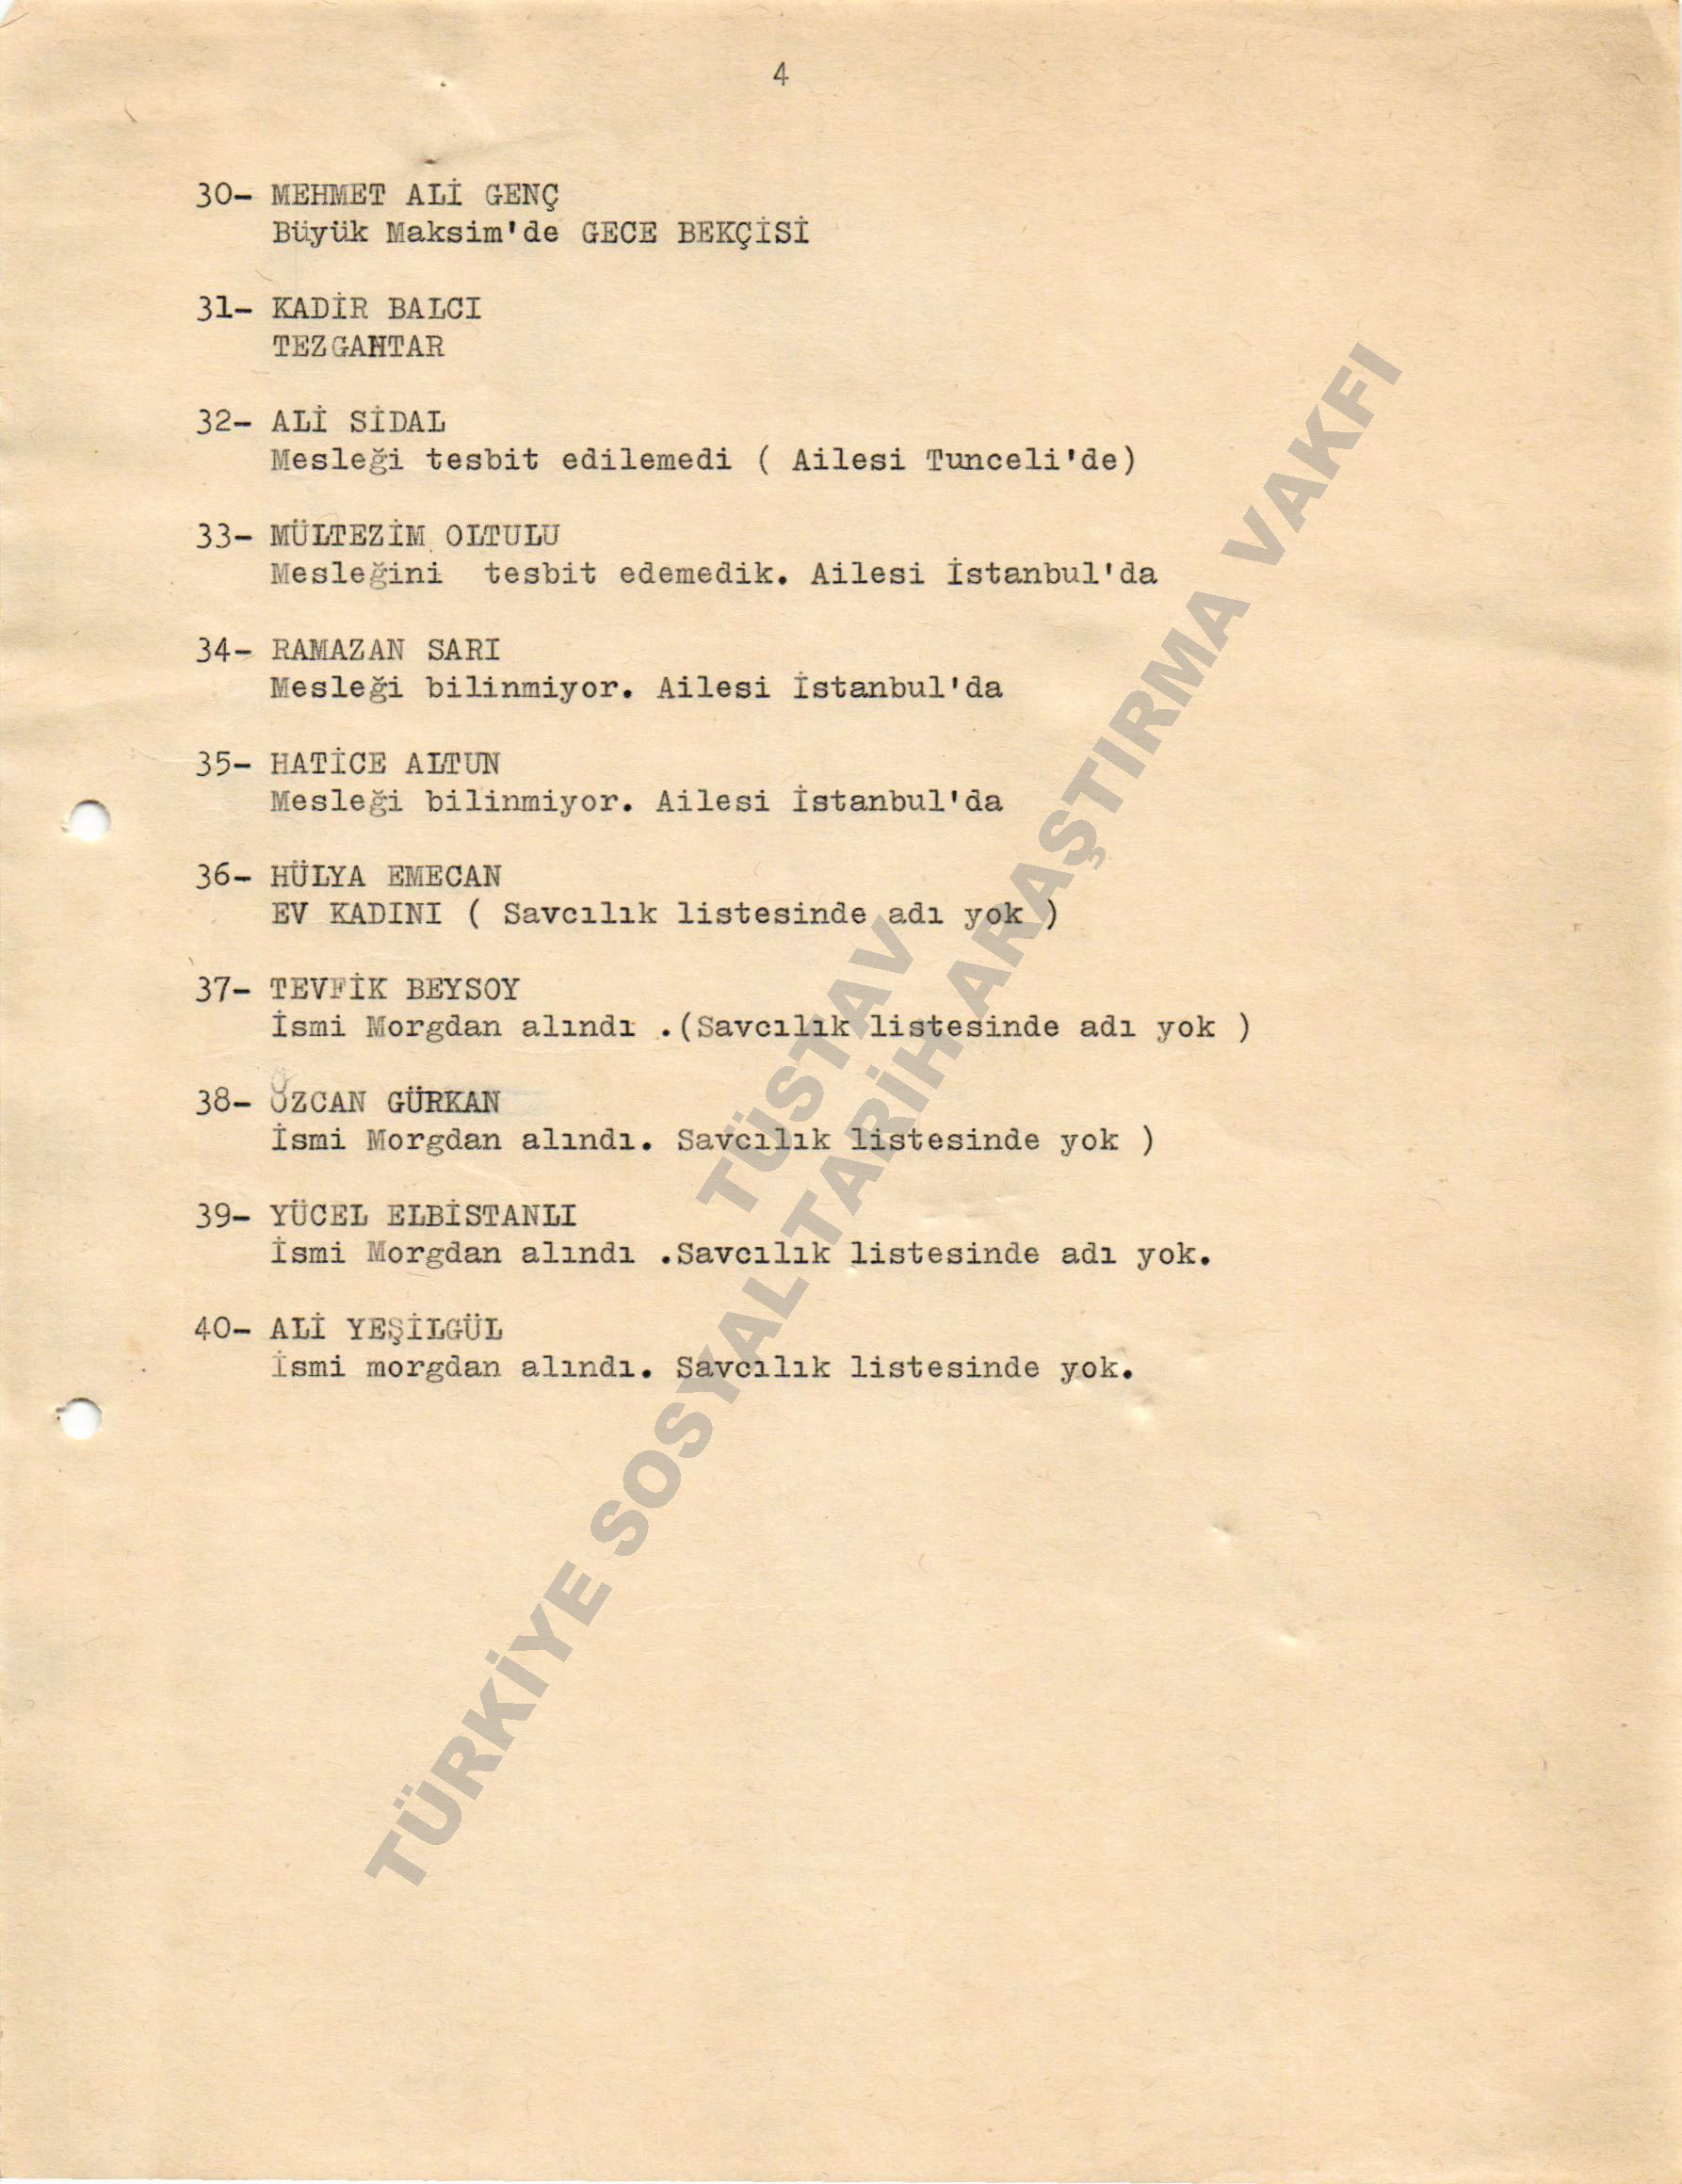 4
30- MEHMET ALİ GENÇ
Büyük Maksim'de GECE BEKÇİSİ
31- KADİR BALCI
TEZGAHTAR
32- ALİ SİDAL
Mesleği tesbit edilemedi ( Ailesi Tunceli'de)
33- MÜLTEZİM OLTULU
Mesleğini tesbit edemedik. Ailesi İstanbul'da
34- RAMAZAN SARI
Mesleği bilinmiyor. Ailesi İstanbul'da
35- HATİCE ALTUN
Mesleği bilinmiyor. Ailesi İstanbul'da
36- HÜLYA EMECAN
EV KADINI ( Savcılık listesinde adı yok )
37- TEVFİK BEYSOY
İsmi Morgdan alındı .(Savcılık listesinde adı yok )
38- ÖZCAN GÜRKAN
İsmi Morgdan alındı. Savcılık listesinde yok )
39- YÜCEL ELBİSTANLI
İsmi Morgdan alındı .Savcılık listesinde adı yok.
40- ALİ YEŞİLGÜL
İsmi morgdan alındı. Savcılık listesinde yok.
TÜSTAV
TÜRKİYE SOSYAL TARİH ARAŞTIRMA VAKFI